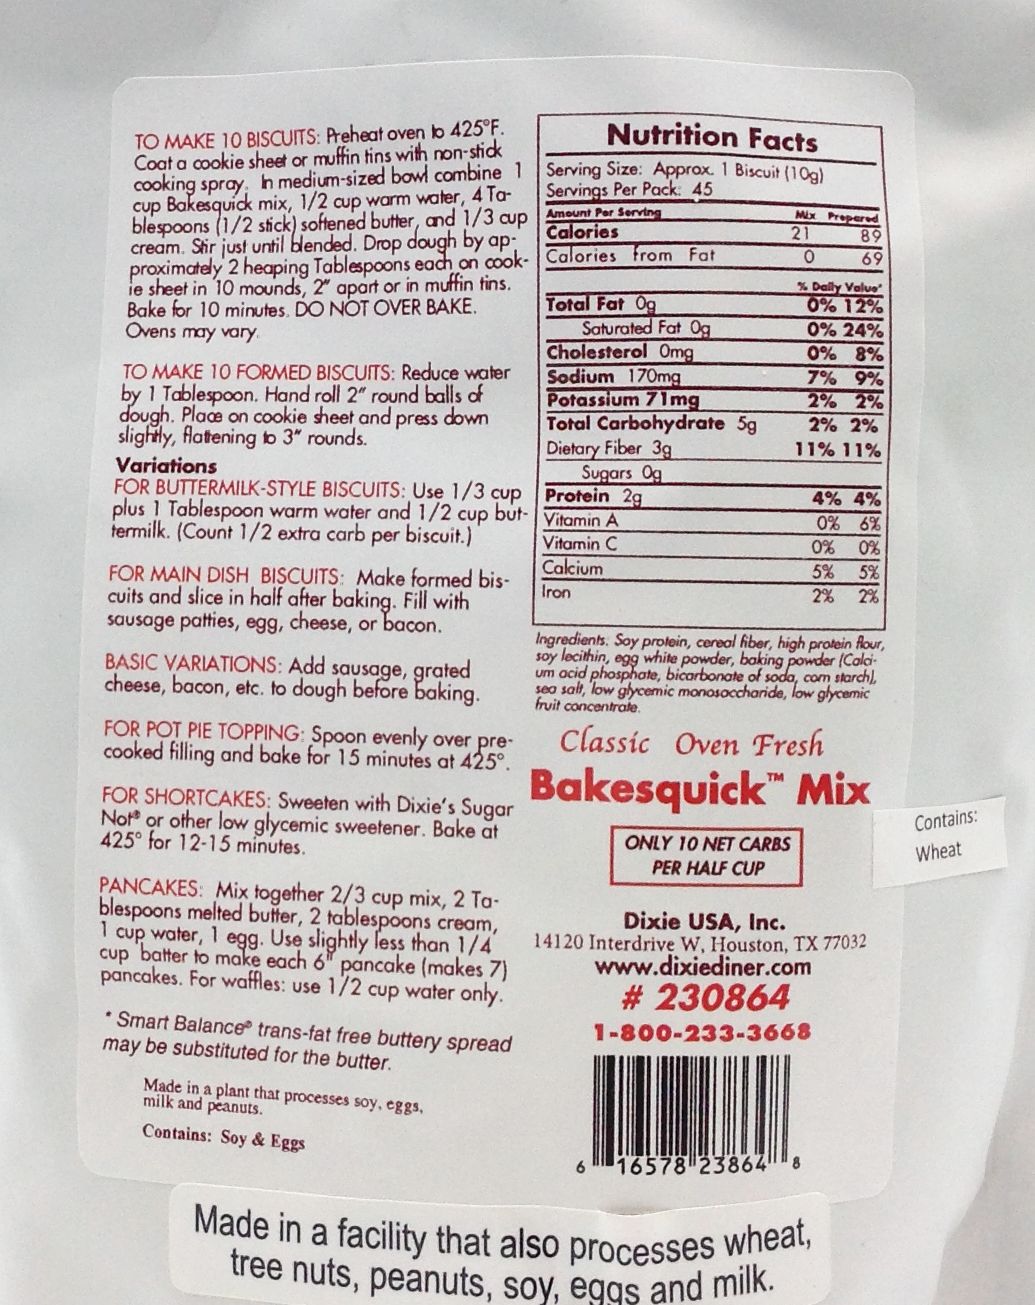 TO MAKE 10 BISCUITS: Preheat oven to 425°F.
Coat a cookie sheet or muffin tins with non-stick
cooking spray. In medium-sized bowl combine 1
cup Bakesquick mix, 1/2 cup warm water, 4 Ta-
blespoons (1/2 stick) softened butter, and 1/3 cup
cream. Stir just until blended. Drop dough by ap-
proximately 2 heaping Tablespoons each on cook-
ie sheet in 10 mounds, 2" apart or in muffin tins.
Bake for 10 minutes. DO NOT OVER BAKE.
Ovens may vary.
TO MAKE 10 FORMED BISCUITS: Reduce water
by 1 Tablespoon. Hand roll 2" round balls of
dough. Place on cookie sheet and press down
slightly, flattening to 3" rounds.
Variations
FOR BUTTERMILK-STYLE BISCUITS: Use 1/3 cup
plus 1 Tablespoon warm water and 1/2 cup but-
termilk. (Count 1/2 extra carb per biscuit.)
FOR MAIN DISH BISCUITS: Make formed bis-
cuits and slice in half after baking. Fill with
sausage patties, egg, cheese, or bacon.
BASIC VARIATIONS: Add sausage, grated
cheese, bacon, etc. to dough before baking.
FOR POT PIE TOPPING: Spoon evenly over pre-
cooked filling and bake for 15 minutes at 425°.
FOR SHORTCAKES: Sweeten with Dixie's Sugar
Not® or other low glycemic sweetener. Bake at
425° for 12-15 minutes.
PANCAKES: Mix together 2/3 cup mix, 2 Ta-
blespoons melted butter, 2 tablespoons cream,
1 cup water, 1 egg. Use slightly less than 1/4
cup batter to make each 6" pancake (makes 7)
pancakes. For waffles: use 1/2 cup water only.
* Smart Balance® trans-fat free buttery spread
may be substituted for the butter.
Made in a plant that processes soy, eggs,
milk and peanuts.
Contains: Soy & Eggs
Nutrition Facts
Serving Size: Approx. 1 Biscuit (10g)
Servings Per Pack: 45
Amount Per Serving Mix Prepared
Calories 21 89
Calories from Fat 0 69
% Daily Value*
Total Fat 0g 0% 12%
Saturated Fat 0g 0% 24%
Cholesterol 0mg 0% 8%
Sodium 170mg 7% 9%
Potassium 71mg 2% 2%
Total Carbohydrate 5g 2% 2%
Dietary Fiber 3g 11% 11%
Sugars 0g
Protein 2g 4% 4%
Vitamin A 0% 6%
Vitamin C 0% 0%
Calcium 5% 5%
Iron 2% 2%
Ingredients: Soy protein, cereal fiber, high protein flour,
soy lecithin, egg white powder, baking powder (Calci-
um acid phosphate, bicarbonate of soda, corn starch),
sea salt, low glycemic monosaccharide, low glycemic
fruit concentrate.
Classic Oven Fresh
Bakesquick™ Mix
ONLY 10 NET CARBS
PER HALF CUP
Dixie USA, Inc.
14120 Interdrive W, Houston, TX 77032
www.dixiediner.com
# 230864
1-800-233-3668
6 16578 23864 8
Contains:
Wheat
Made in a facility that also processes wheat,
tree nuts, peanuts, soy, eggs and milk.